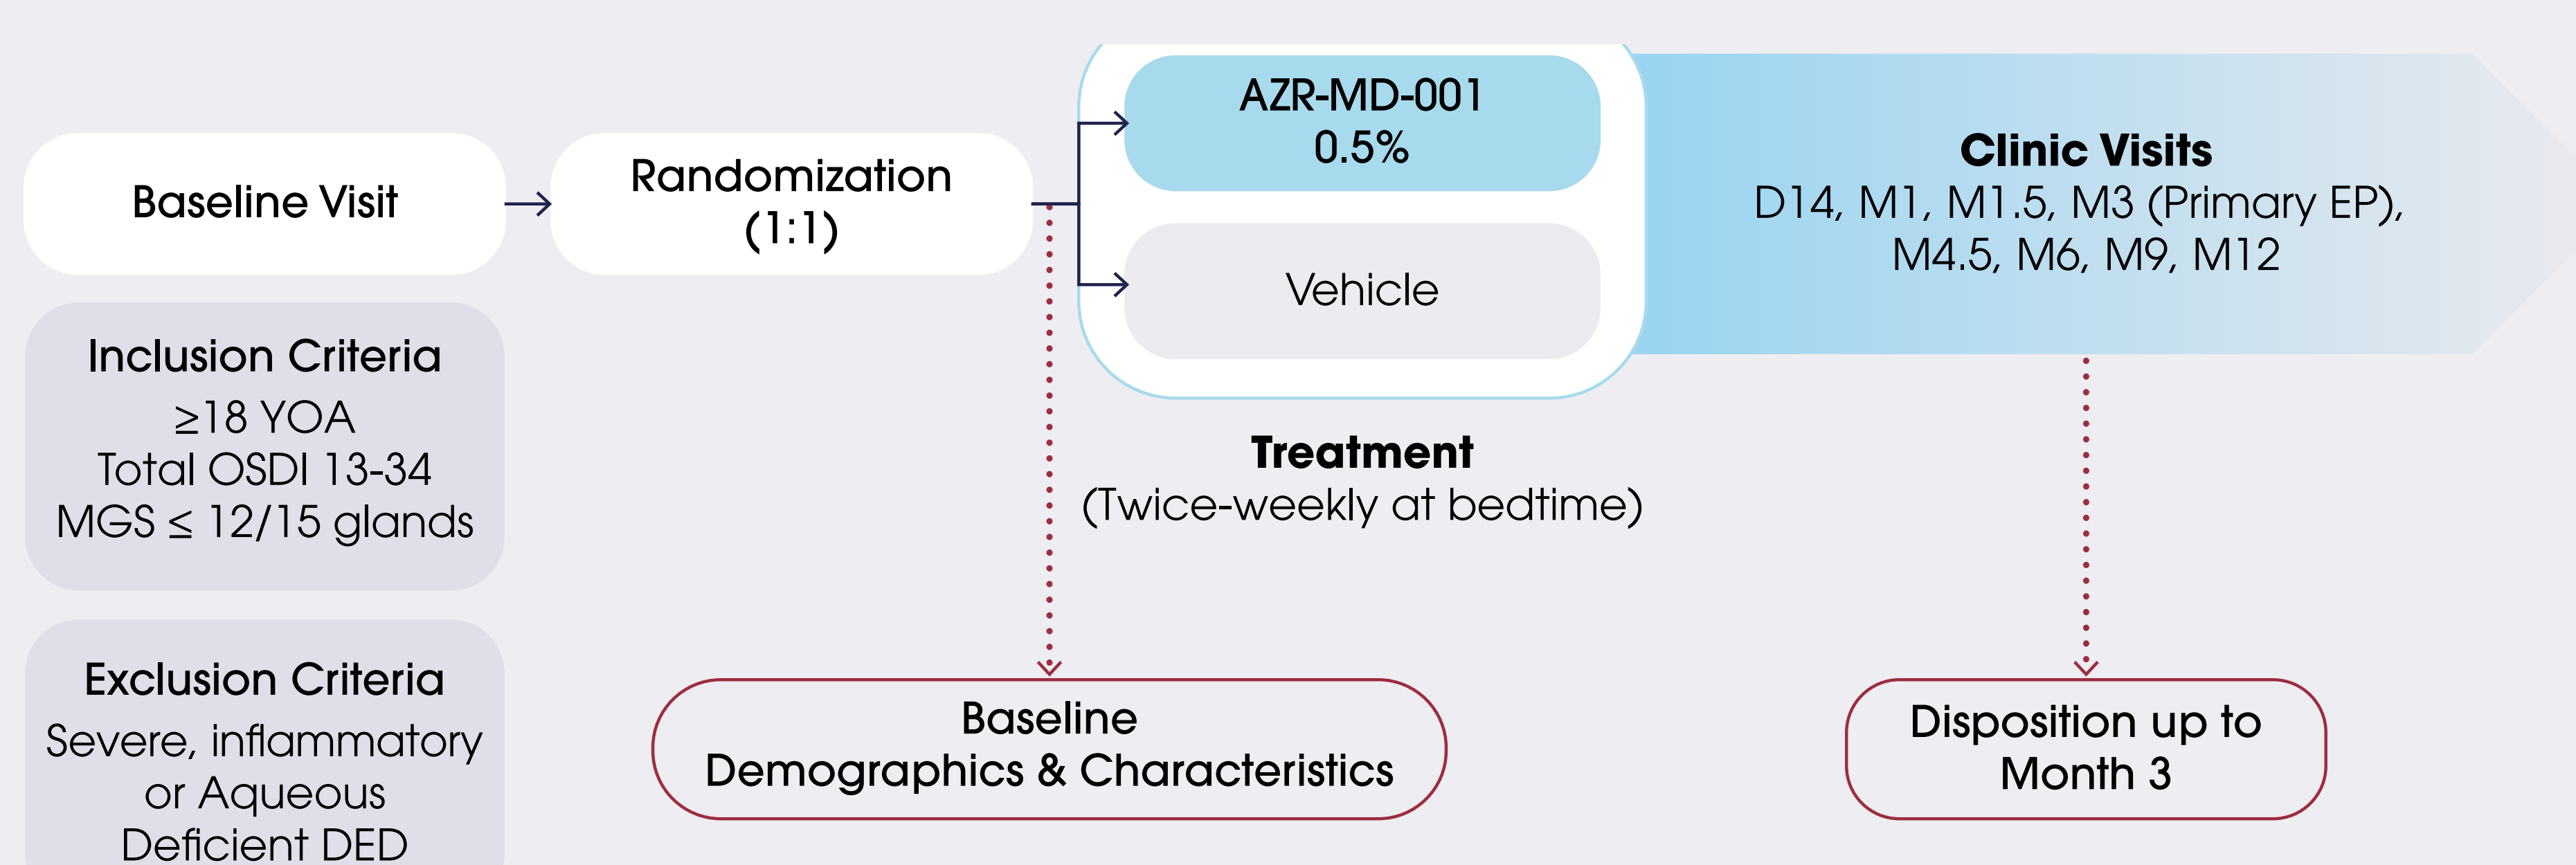 Baseline Visit
Inclusion Criteria
≥18 YOA
Total OSDI 13-34
MGS ≤ 12/15 glands
Exclusion Criteria
Severe, inflammatory
or Aqueous
Deficient DED
Randomization
(1:1)
AZR-MD-001
0.5%
Vehicle
Treatment
(Twice-weekly at bedtime)
Clinic Visits
D14, M1, M1.5, M3 (Primary EP),
M4.5, M6, M9, M12
Baseline
Demographics & Characteristics
Disposition up to
Month 3